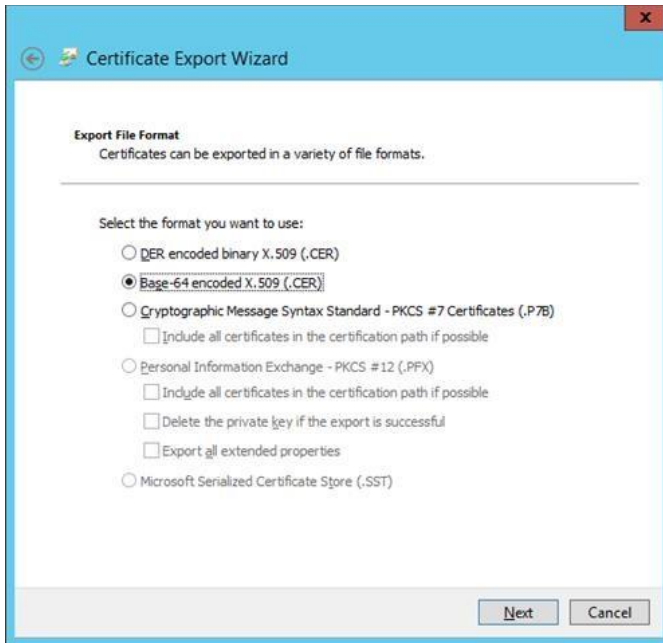 x
Certificate Export Wizard
Export File Format
Certificates can be exported in a variety of file formats.
Select the format you want to use:
DER encoded binary X.509 (.CER)
Base-64 encoded X.509 (.CER)
Cryptographic Message Syntax Standard - PKCS #7 Certificates (.P7B)
Include all certificates in the certification path if possible
Personal Information Exchange - PKCS #12 (.PFX)
Include all certificates in the certification path if possible
Delete the private key if the export is successful
Export all extended properties
Microsoft Serialized Certificate Store (.SST)
Next Cancel